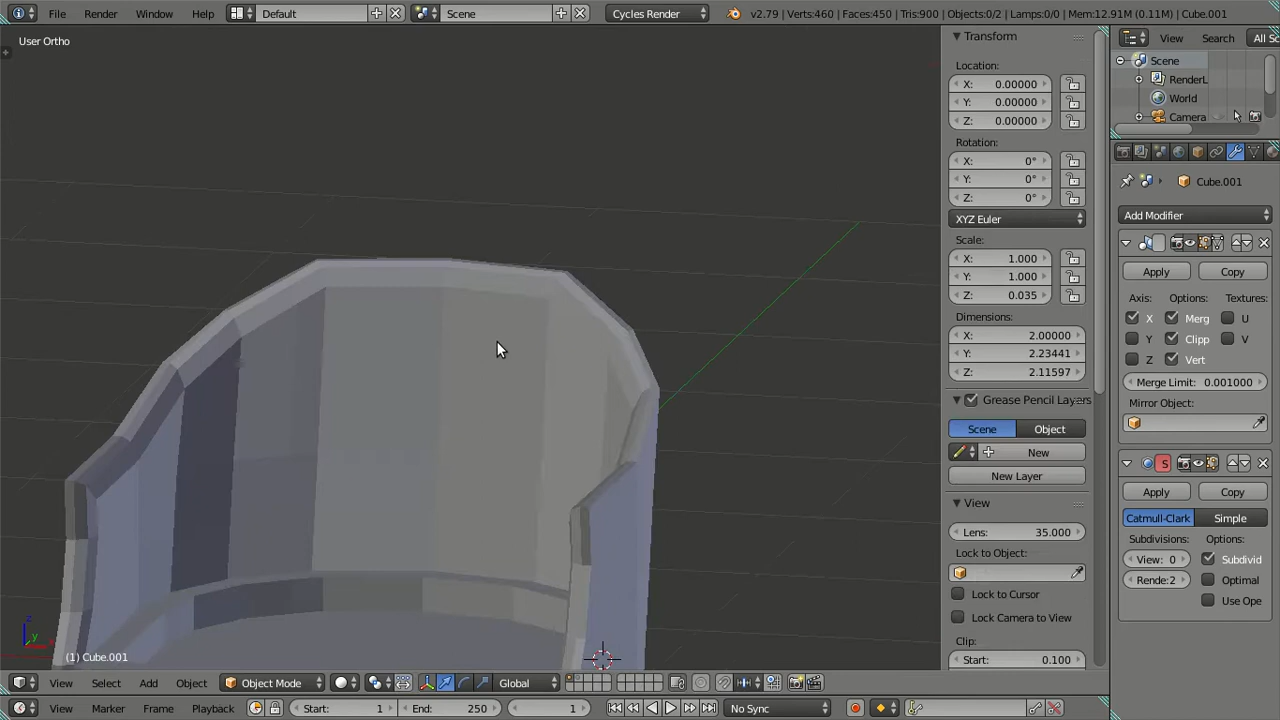 File Render Window Help Default Scene Cycles Render v2.79 | Verts:460 | Faces:450 | Tris:900 | Objects:0/2 | Lamps:0/0 | Mem:12.91M (0.11M) | Cube.001
User Ortho
Transform
Location:
X: 0.00000
Y: 0.00000
Z: 0.00000
Rotation:
X: 0°
Y: 0°
Z: 0°
XYZ Euler
Scale:
X: 1.000
Y: 1.000
Z: 0.035
Dimensions:
X: 2.00000
Y: 2.23441
Z: 2.11597
Grease Pencil Layers
Scene Object
New
New Layer
View
Lens: 35.000
Lock to Object:
Lock to Cursor
Lock Camera to View
Clip:
Start: 0.100
View Search All Sc
Scene
RenderL
World
Camera
Cube.001
Add Modifier
Apply Copy
Axis: Options: Textures:
X Merg U
Y Clipp V
Z Vert
Merge Limit: 0.001000
Mirror Object:
S
Apply Copy
Catmull-Clark Simple
Subdivisions: Options:
View: 0 Subdivid
Rende:2 Optimal
Use Ope
z
y
(1) Cube.001
View Select Add Object Object Mode Global
View Marker Frame Playback Start: 1 End: 250 1 No Sync